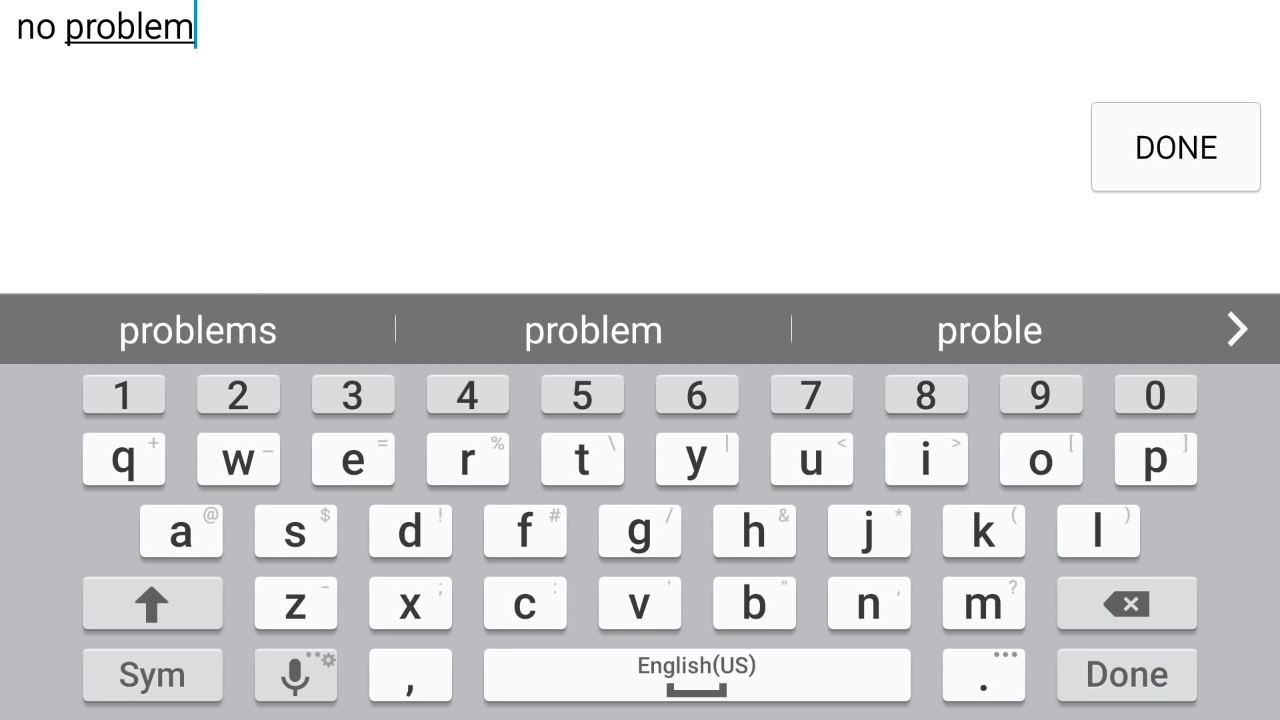 no problem
DONE
problems problem proble
1 2 3 4 5 6 7 8 9 0
q + w _ e = r % t \ y | u < i > o [ p ]
a @ s $ d ! f # g / h & j * k ( l )
z - x ; c : v ' b " n , m ?
Sym , English(US) . Done